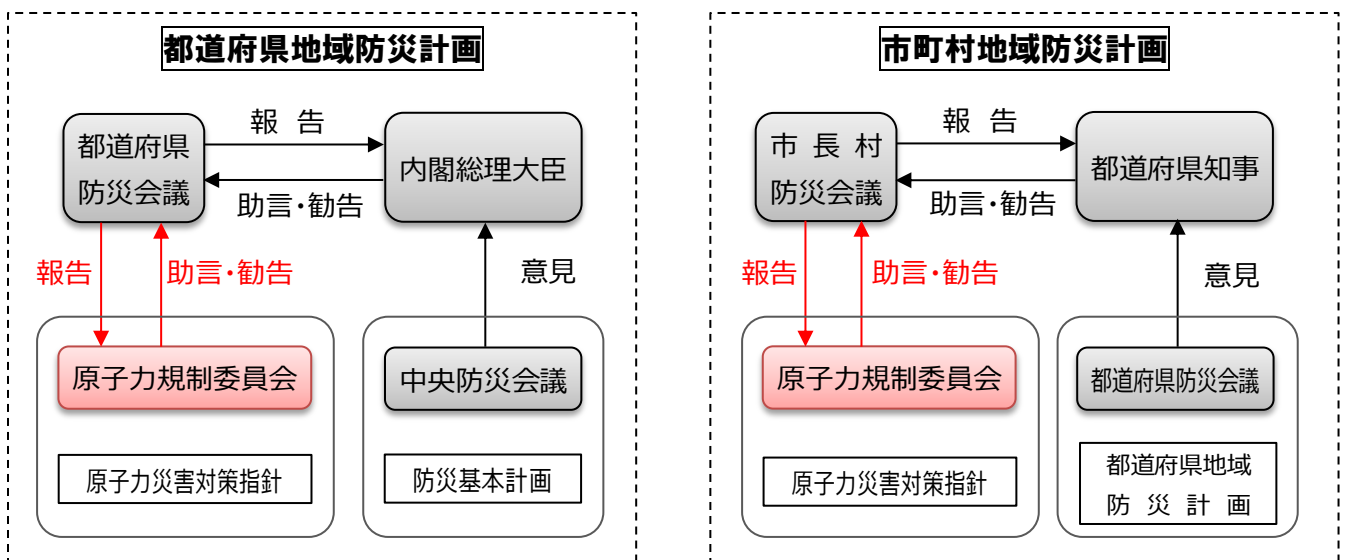 都道府県地域防災計画
都道府県
防災会議
報 告
助言・勧告
内閣総理大臣
報告
助言・勧告
意見
原子力規制委員会
中央防災会議
原子力災害対策指針
防災基本計画
市町村地域防災計画
市 長 村
防災会議
報 告
助言・勧告
都道府県知事
報告
助言・勧告
意見
原子力規制委員会
都道府県防災会議
原子力災害対策指針
都道府県地域
防 災 計 画